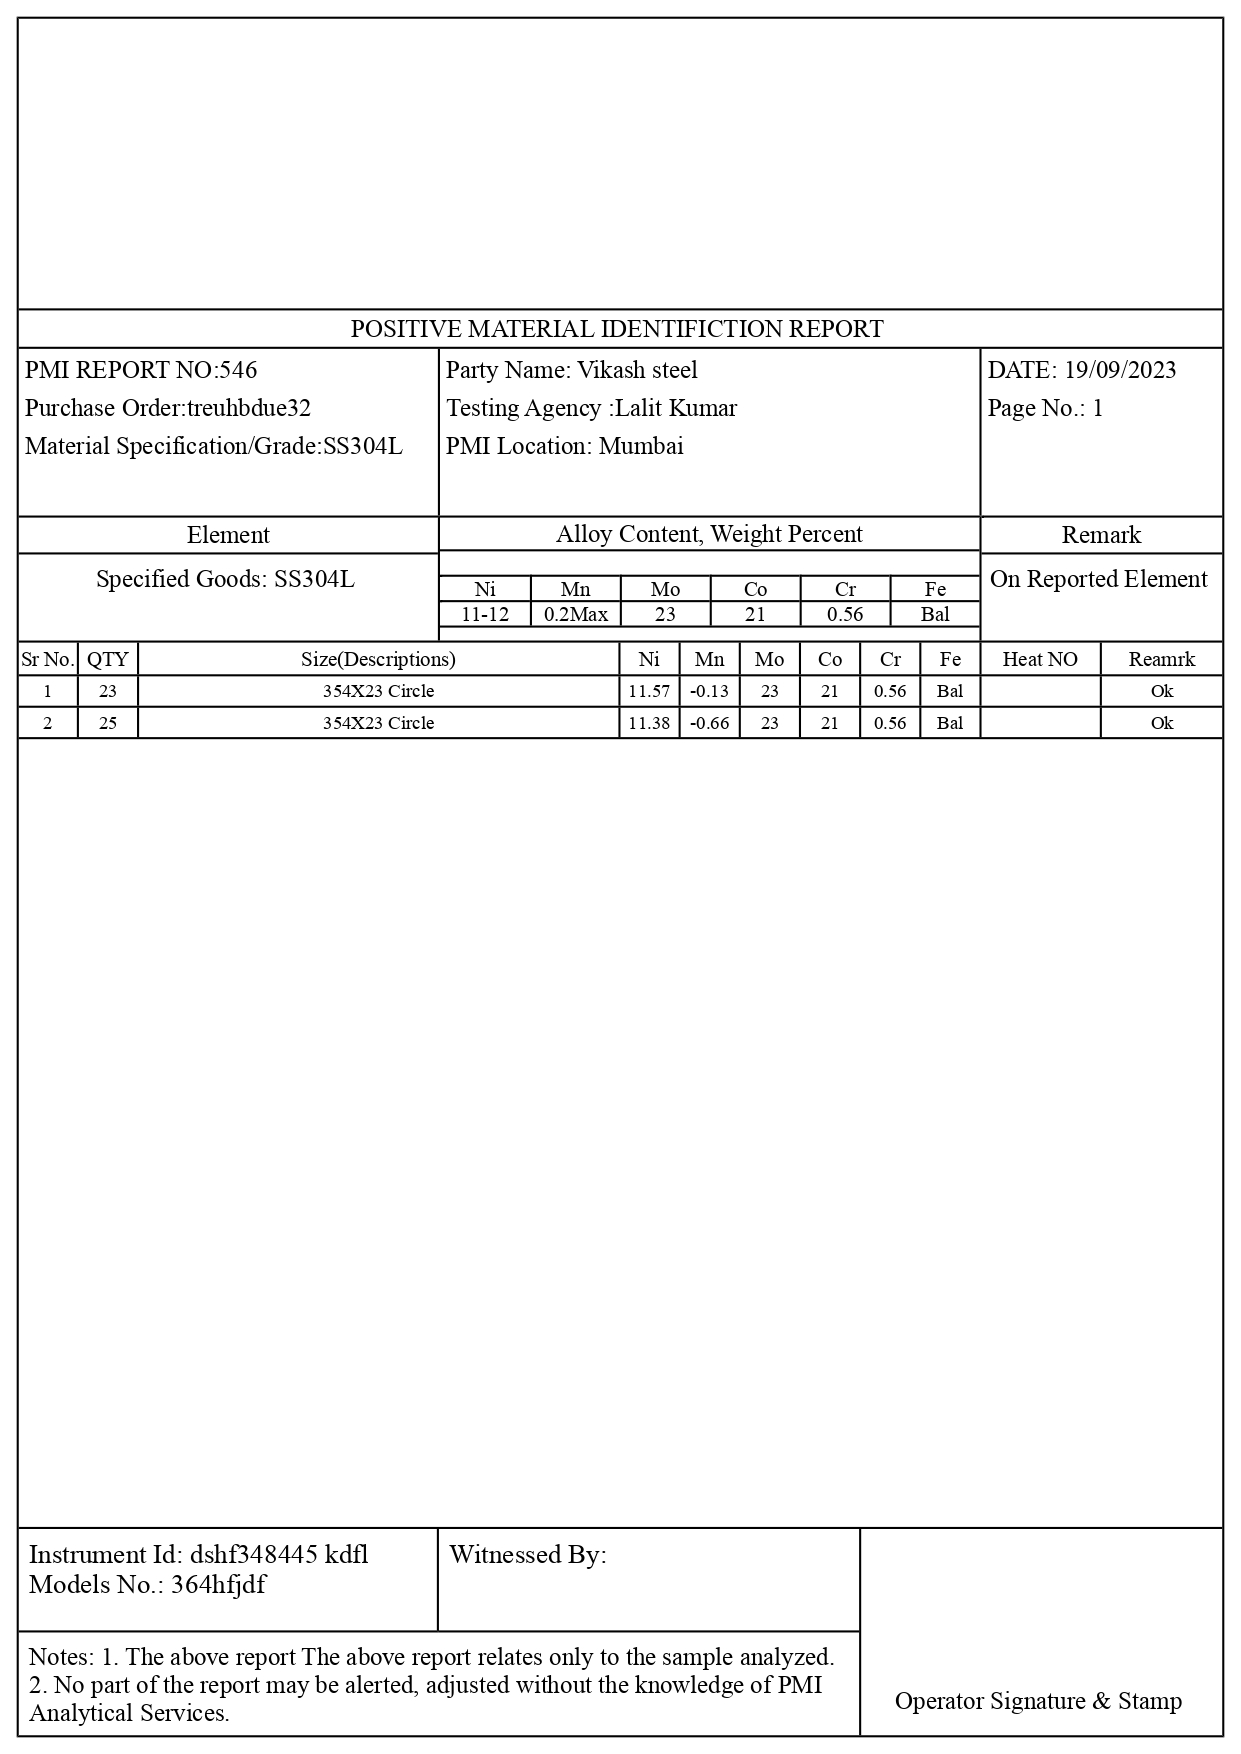 POSITIVE MATERIAL IDENTIFICTION REPORT
PMI REPORT NO:546
Purchase Order:treuhbdue32
Material Specification/Grade:SS304L
Party Name: Vikash steel
Testing Agency :Lalit Kumar
PMI Location: Mumbai
DATE: 19/09/2023
Page No.: 1
Element Alloy Content, Weight Percent Remark
Specified Goods: SS304L
Ni Mn Mo Co Cr Fe
11-12 0.2Max 23 21 0.56 Bal
On Reported Element
Sr No. QTY Size(Descriptions) Ni Mn Mo Co Cr Fe Heat NO Reamrk
1 23 354X23 Circle 11.57 -0.13 23 21 0.56 Bal Ok
2 25 354X23 Circle 11.38 -0.66 23 21 0.56 Bal Ok
Instrument Id: dshf348445 kdfl
Models No.: 364hfjdf
Witnessed By:
Notes: 1. The above report The above report relates only to the sample analyzed.
2. No part of the report may be alerted, adjusted without the knowledge of PMI
Analytical Services.
Operator Signature & Stamp